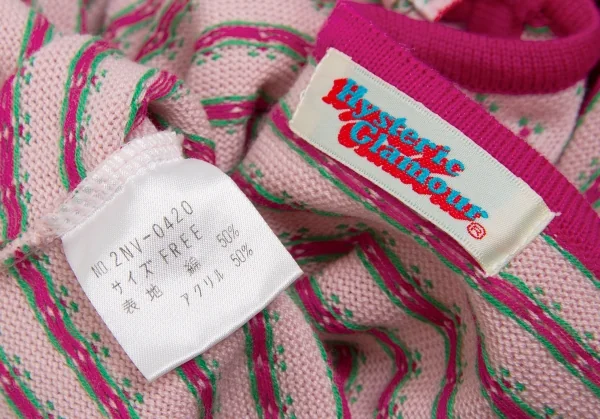 Hysteric
Glamour
®
NO. 2NV-0420
サイズ FREE
表地 綿 50%
アクリル 50%